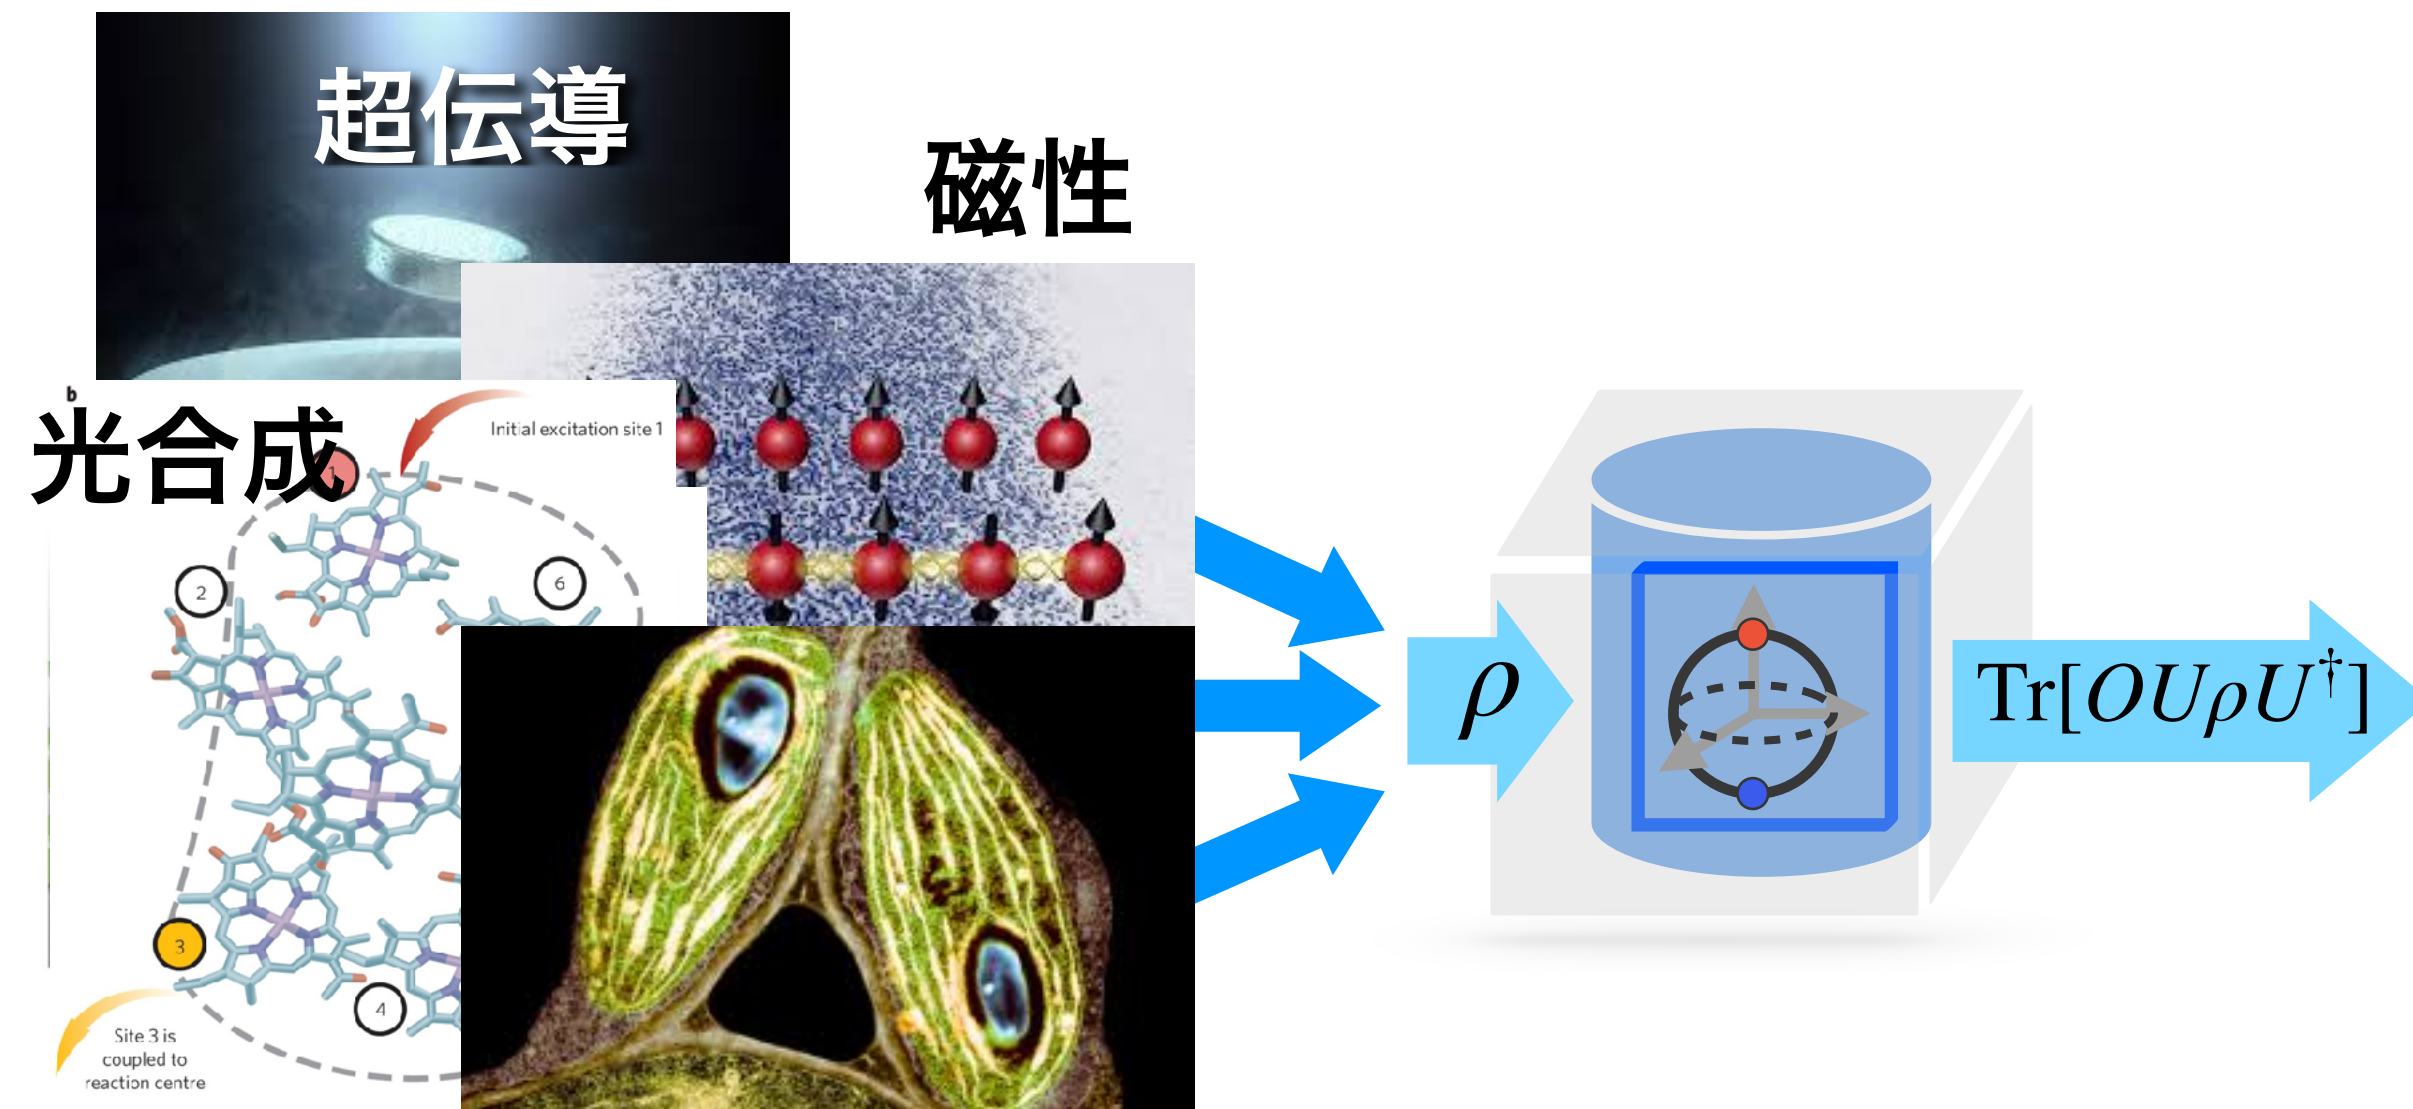 超伝導
磁性
b
光合成
Initial excitation site 1
1
2
6
3
4
Site 3 is
coupled to
reaction centre
ρ
Tr[OUρU†]